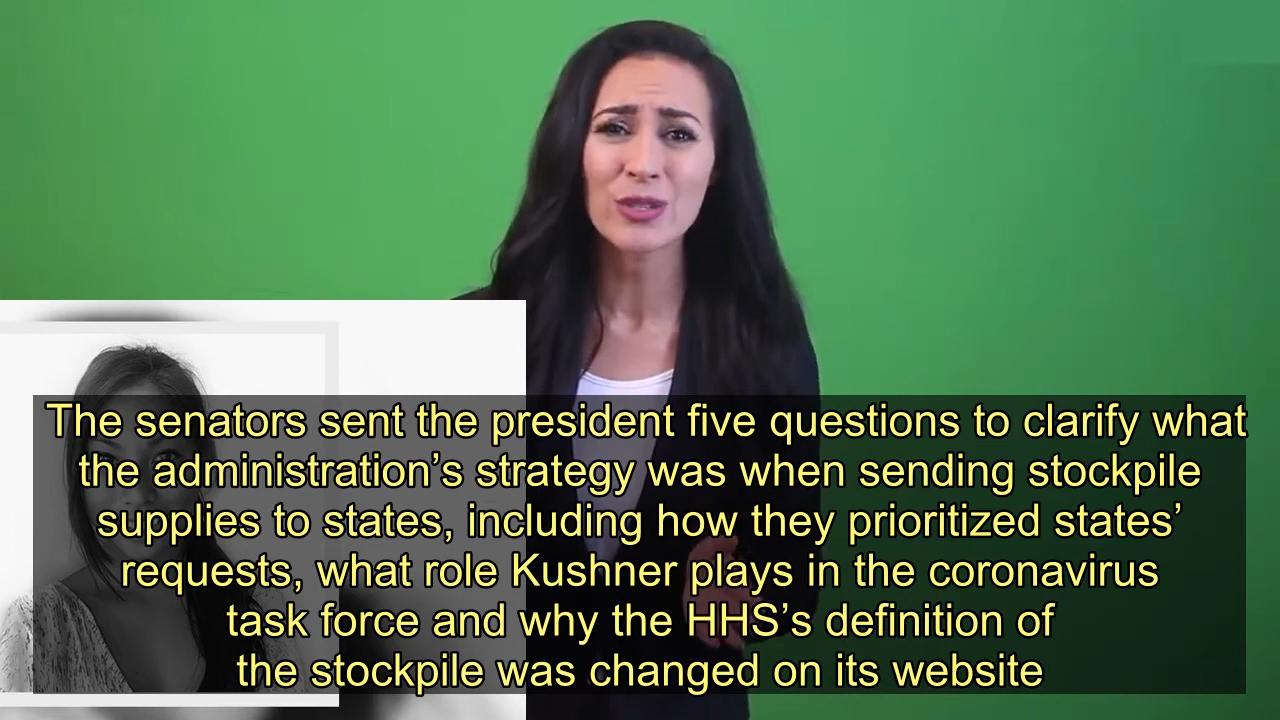 The senators sent the president five questions to clarify what
the administration’s strategy was when sending stockpile
supplies to states, including how they prioritized states’
requests, what role Kushner plays in the coronavirus
task force and why the HHS’s definition of
the stockpile was changed on its website